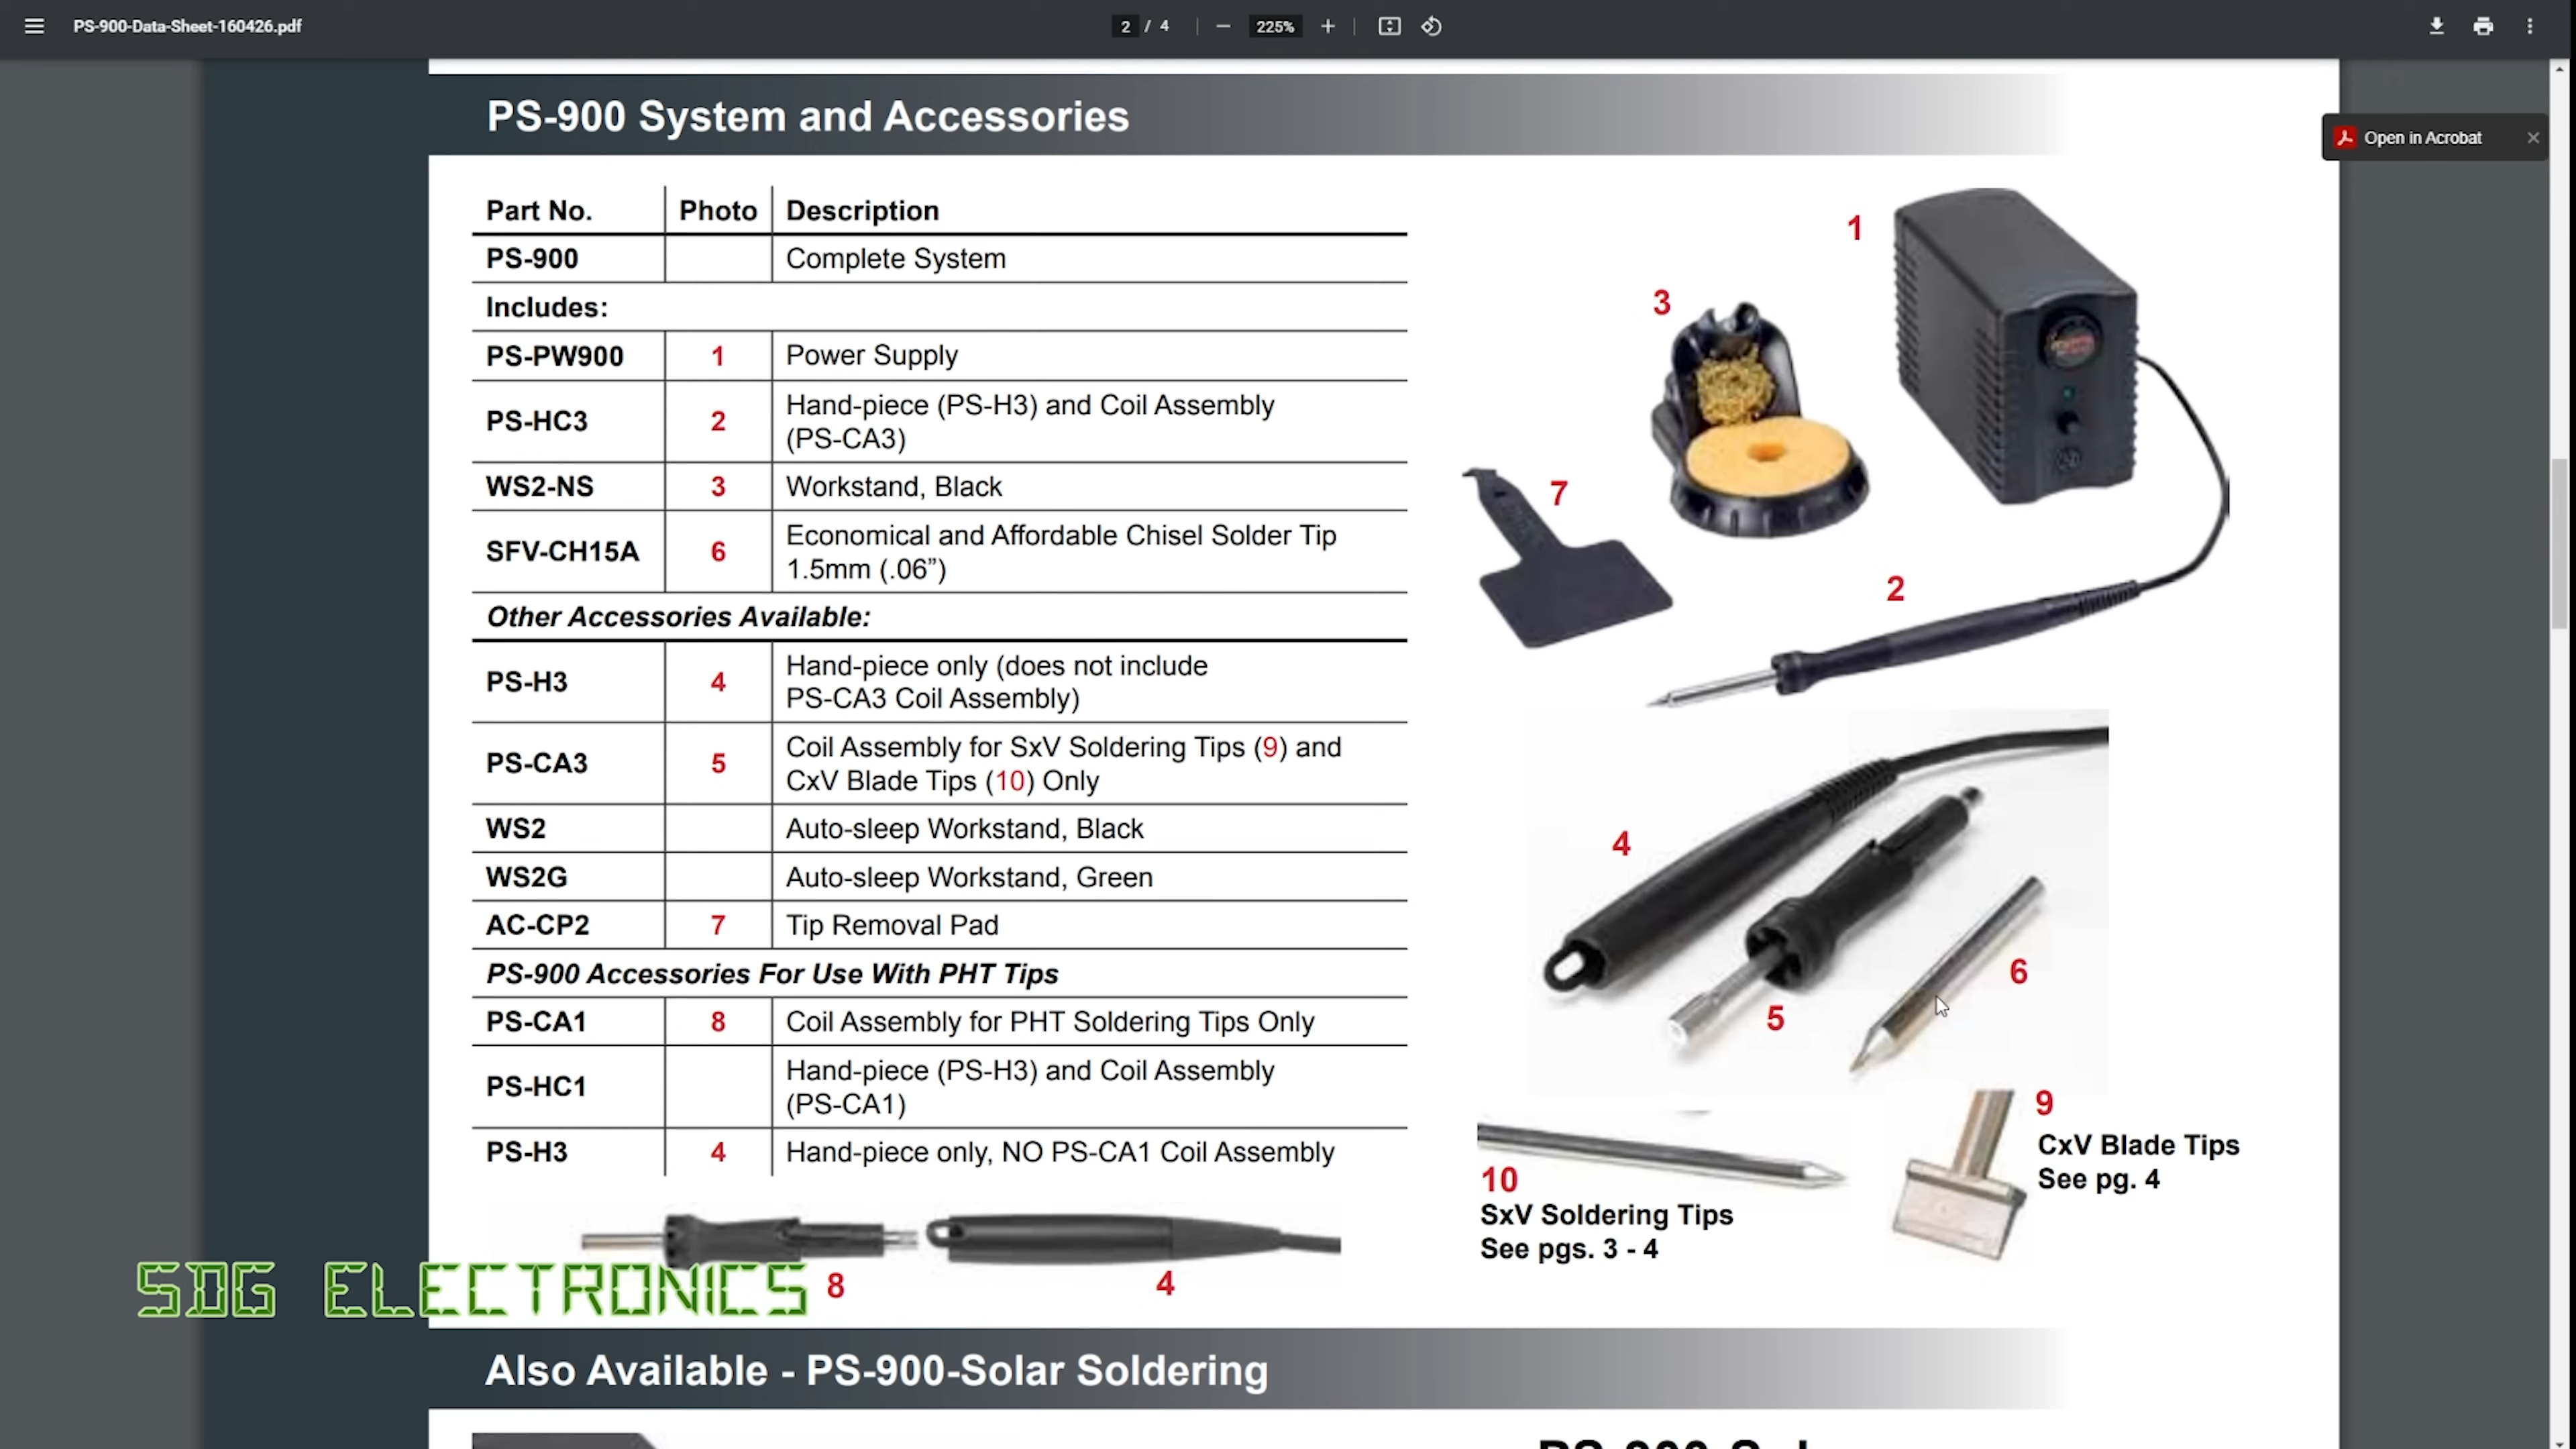 PS-900-Data-Sheet-160426.pdf
2 / 4
225%
Open in Acrobat
PS-900 System and Accessories
Part No. Photo Description
PS-900 Complete System
Includes:
PS-PW900 1 Power Supply
PS-HC3 2 Hand-piece (PS-H3) and Coil Assembly
(PS-CA3)
WS2-NS 3 Workstand, Black
SFV-CH15A 6 Economical and Affordable Chisel Solder Tip
1.5mm (.06”)
Other Accessories Available:
PS-H3 4 Hand-piece only (does not include
PS-CA3 Coil Assembly)
PS-CA3 5 Coil Assembly for SxV Soldering Tips (9) and
CxV Blade Tips (10) Only
WS2 Auto-sleep Workstand, Black
WS2G Auto-sleep Workstand, Green
AC-CP2 7 Tip Removal Pad
PS-900 Accessories For Use With PHT Tips
PS-CA1 8 Coil Assembly for PHT Soldering Tips Only
PS-HC1 Hand-piece (PS-H3) and Coil Assembly
(PS-CA1)
PS-H3 4 Hand-piece only, NO PS-CA1 Coil Assembly
1
3
7
2
4
5
6
9
CxV Blade Tips
See pg. 4
10
SxV Soldering Tips
See pgs. 3 - 4
8
4
SDG ELECTRONICS
Also Available - PS-900-Solar Soldering